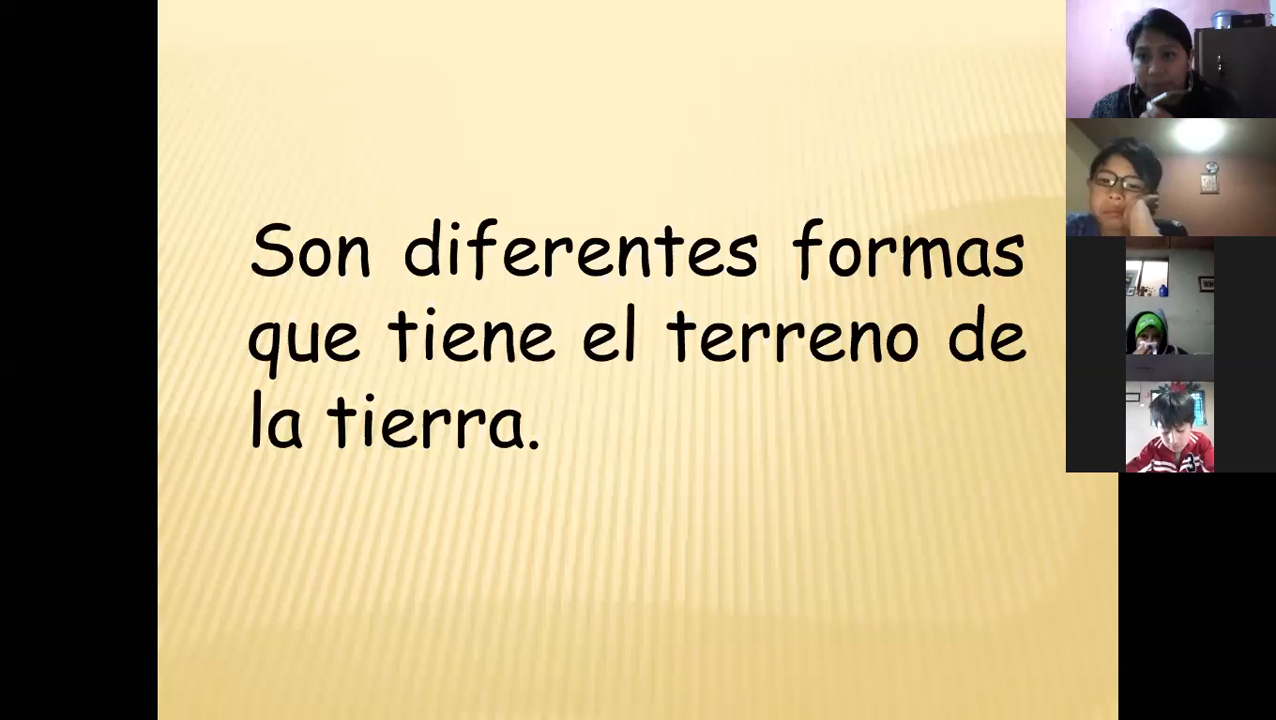 Son diferentes formas
que tiene el terreno de
la tierra.